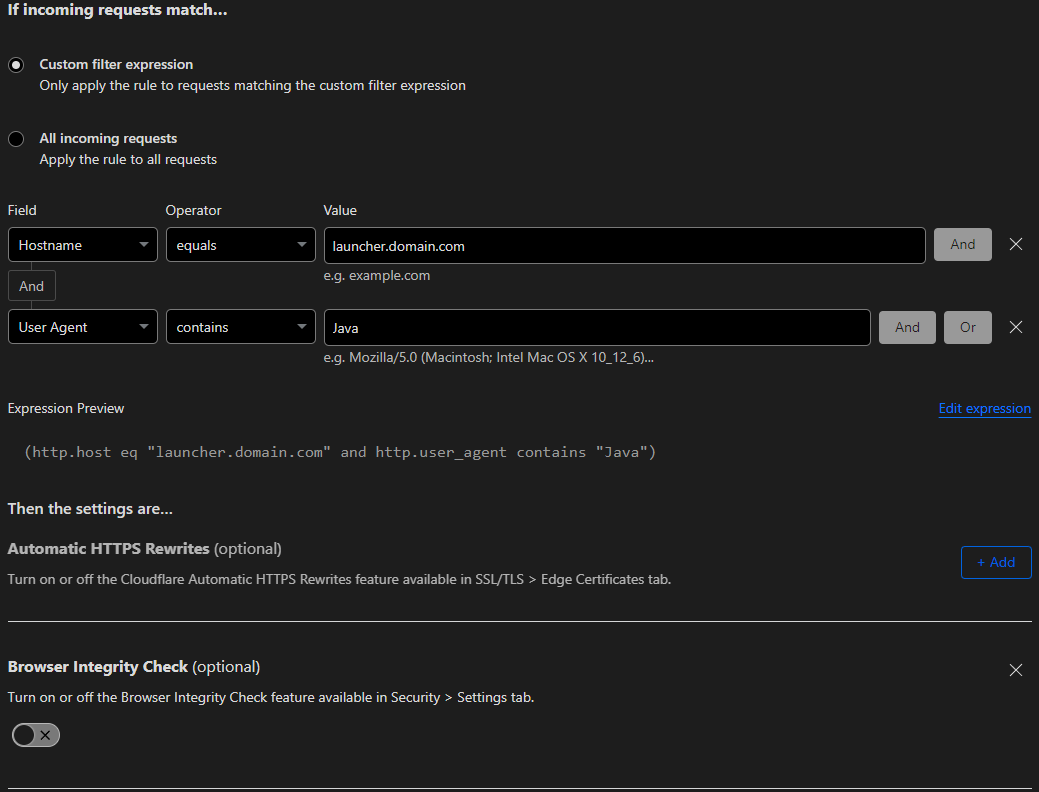 If incoming requests match...
Custom filter expression
Only apply the rule to requests matching the custom filter expression
All incoming requests
Apply the rule to all requests
Field Operator Value
Hostname equals launcher.domain.com And
e.g. example.com
And
User Agent contains Java And Or
e.g. Mozilla/5.0 (Macintosh; Intel Mac OS X 10_12_6)...
Expression Preview Edit expression
(http.host eq "launcher.domain.com" and http.user_agent contains "Java")
Then the settings are...
Automatic HTTPS Rewrites (optional)
Turn on or off the Cloudflare Automatic HTTPS Rewrites feature available in SSL/TLS > Edge Certificates tab.
+ Add
Browser Integrity Check (optional)
Turn on or off the Browser Integrity Check feature available in Security > Settings tab.